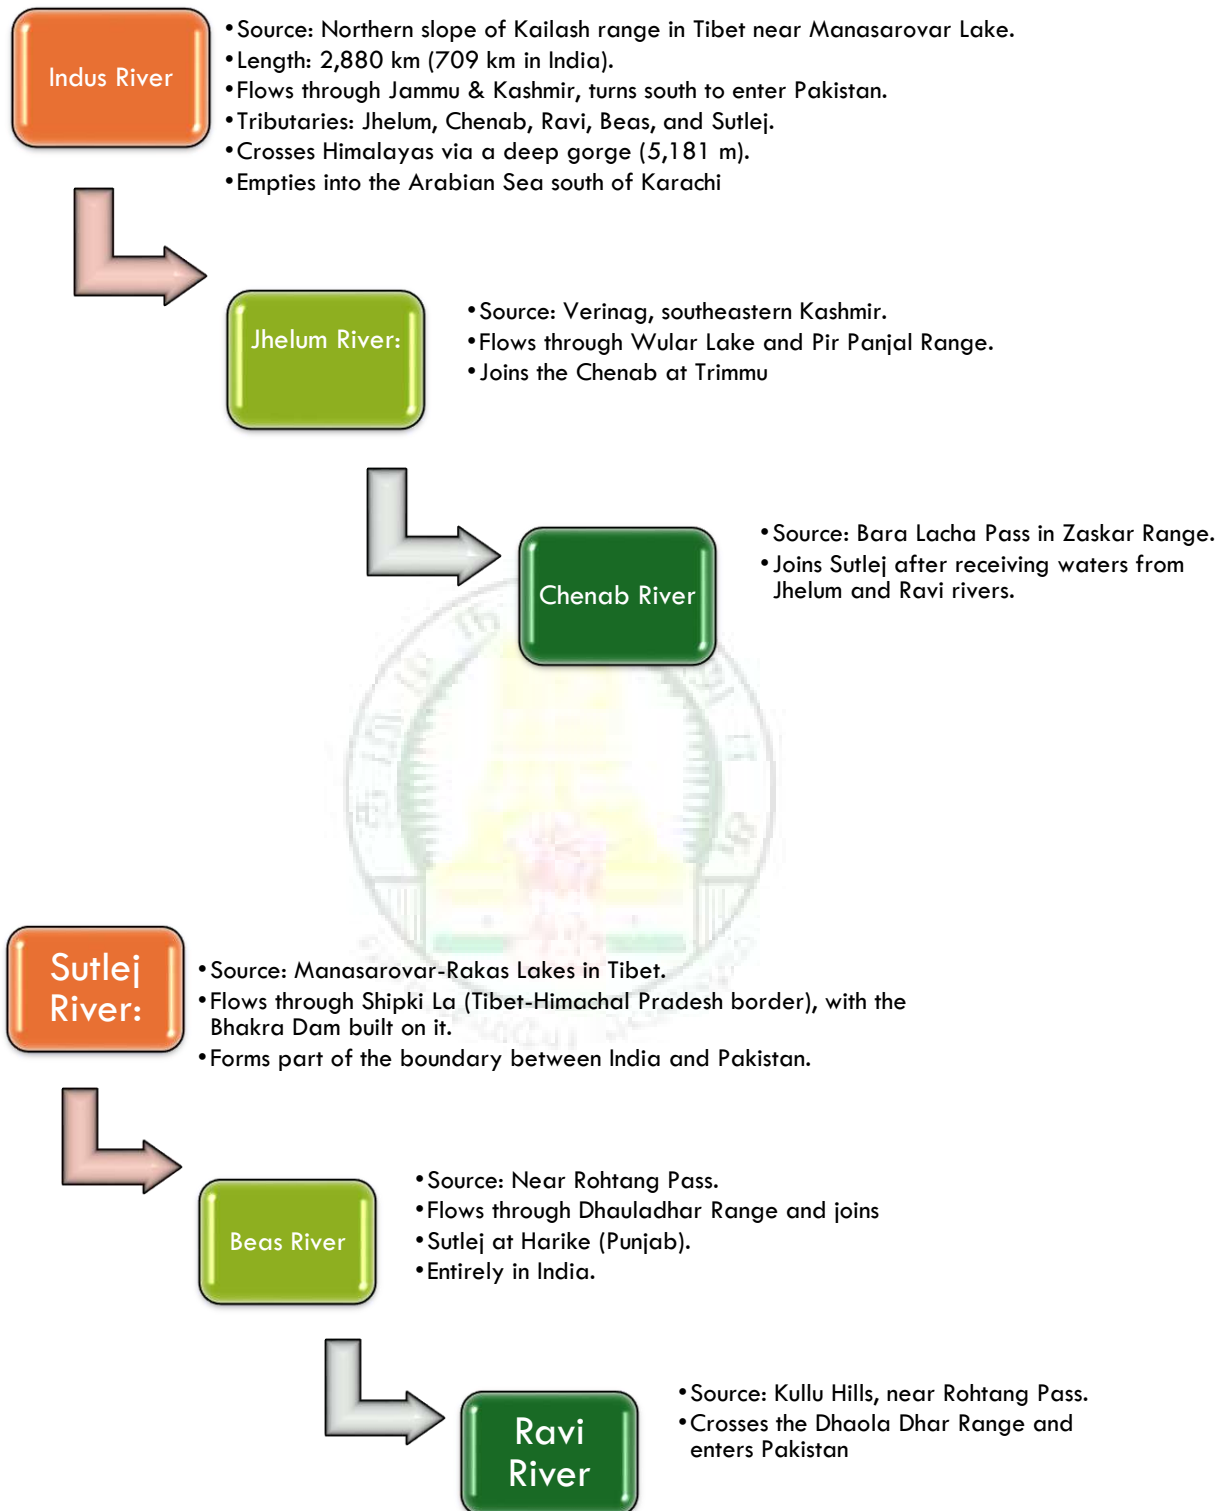 Indus River
•Source: Northern slope of Kailash range in Tibet near Manasarovar Lake.
•Length: 2,880 km (709 km in India).
•Flows through Jammu & Kashmir, turns south to enter Pakistan.
•Tributaries: Jhelum, Chenab, Ravi, Beas, and Sutlej.
•Crosses Himalayas via a deep gorge (5,181 m).
•Empties into the Arabian Sea south of Karachi
Jhelum River:
•Source: Verinag, southeastern Kashmir.
•Flows through Wular Lake and Pir Panjal Range.
•Joins the Chenab at Trimmu
Chenab River
•Source: Bara Lacha Pass in Zaskar Range.
•Joins Sutlej after receiving waters from
Jhelum and Ravi rivers.
Sutlej
River:
•Source: Manasarovar-Rakas Lakes in Tibet.
•Flows through Shipki La (Tibet-Himachal Pradesh border), with the
Bhakra Dam built on it.
•Forms part of the boundary between India and Pakistan.
Beas River
•Source: Near Rohtang Pass.
•Flows through Dhauladhar Range and joins
•Sutlej at Harike (Punjab).
•Entirely in India.
Ravi
River
•Source: Kullu Hills, near Rohtang Pass.
•Crosses the Dhaola Dhar Range and
enters Pakistan